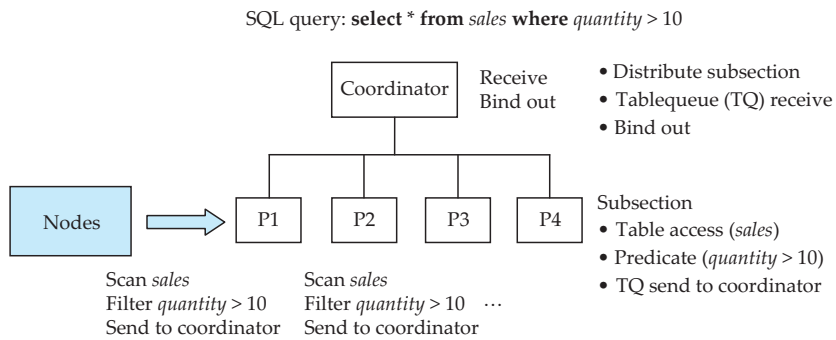 SQL query: select * from sales where quantity > 10
Coordinator
Receive
Bind out
• Distribute subsection
• Tablequeue (TQ) receive
• Bind out
Nodes
P1
P2
P3
P4
Subsection
• Table access (sales)
• Predicate (quantity > 10)
• TQ send to coordinator
Scan sales
Filter quantity > 10
Send to coordinator
Scan sales
Filter quantity > 10 ...
Send to coordinator